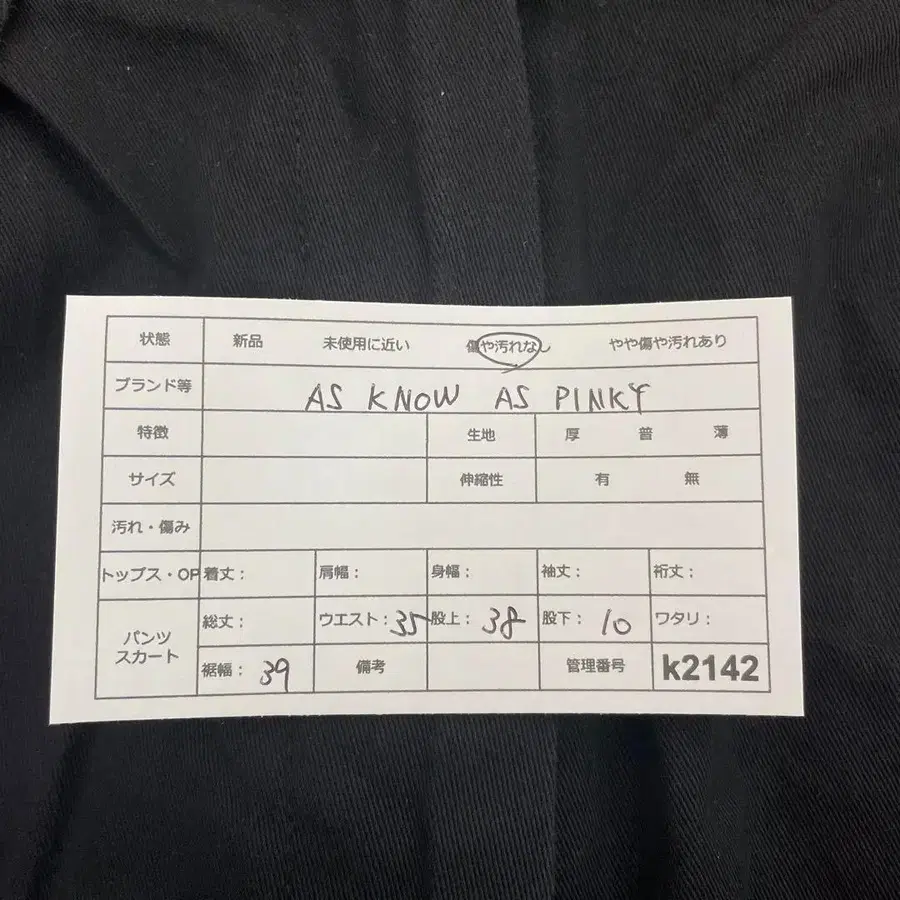 状態 新品 未使用に近い 傷や汚れなし やや傷や汚れあり
ブランド等 AS KNOW AS PINKY
特徴 生地 厚 普 薄
サイズ 伸縮性 有 無
汚れ・傷み
トップス・OP 着丈: 肩幅: 身幅: 袖丈: 裄丈:
パンツ
スカート
総丈: ウエスト: 35 股上: 38 股下: 10 ワタリ:
裾幅: 39 備考 管理番号 k2142